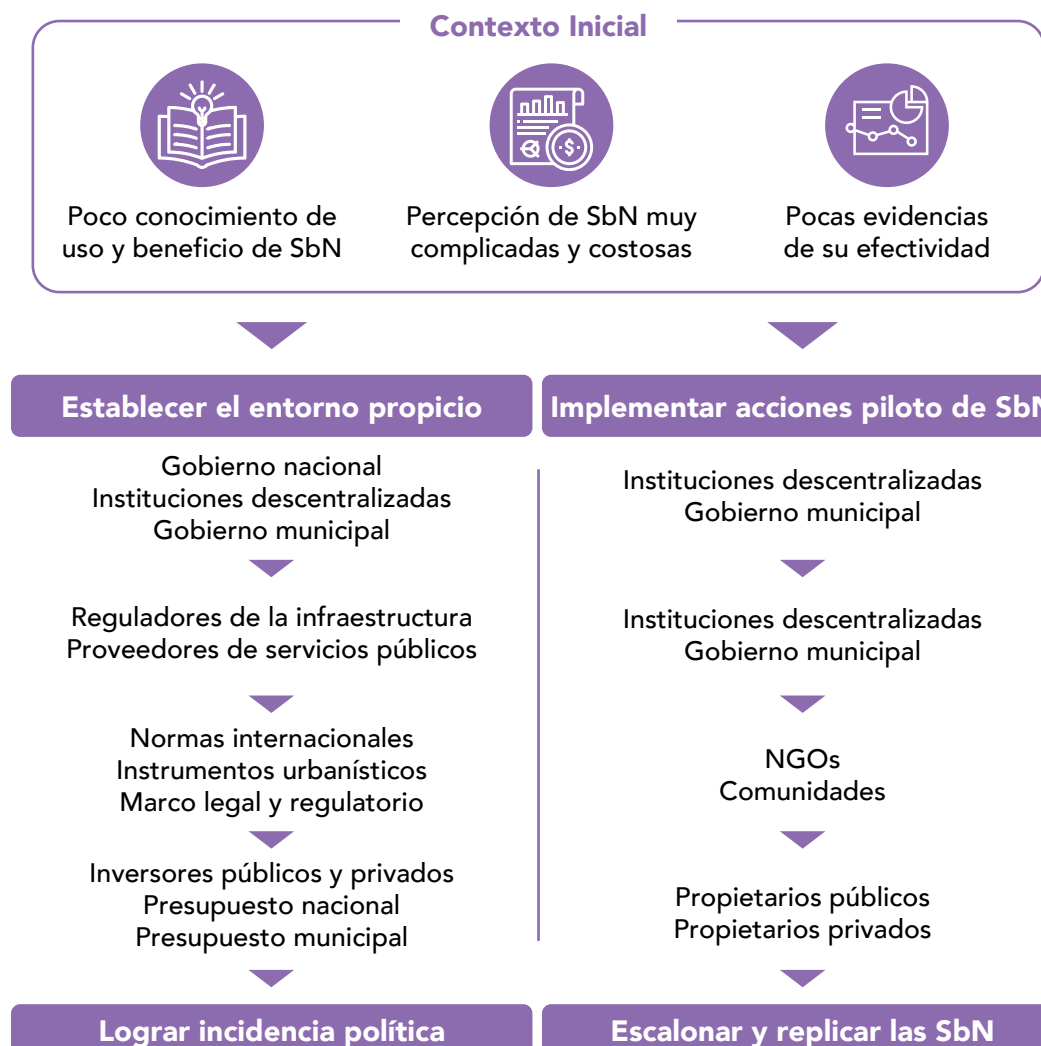 Contexto Inicial
Poco conocimiento de
uso y beneficio de SbN
Percepción de SbN muy
complicadas y costosas
Pocas evidencias
de su efectividad
Establecer el entorno propicio
Gobierno nacional
Instituciones descentralizadas
Gobierno municipal
Reguladores de la infraestructura
Proveedores de servicios públicos
Normas internacionales
Instrumentos urbanísticos
Marco legal y regulatorio
Inversores públicos y privados
Presupuesto nacional
Presupuesto municipal
Lograr incidencia política
Implementar acciones piloto de SbN
Instituciones descentralizadas
Gobierno municipal
Instituciones descentralizadas
Gobierno municipal
NGOs
Comunidades
Propietarios públicos
Propietarios privados
Escalonar y replicar las SbN